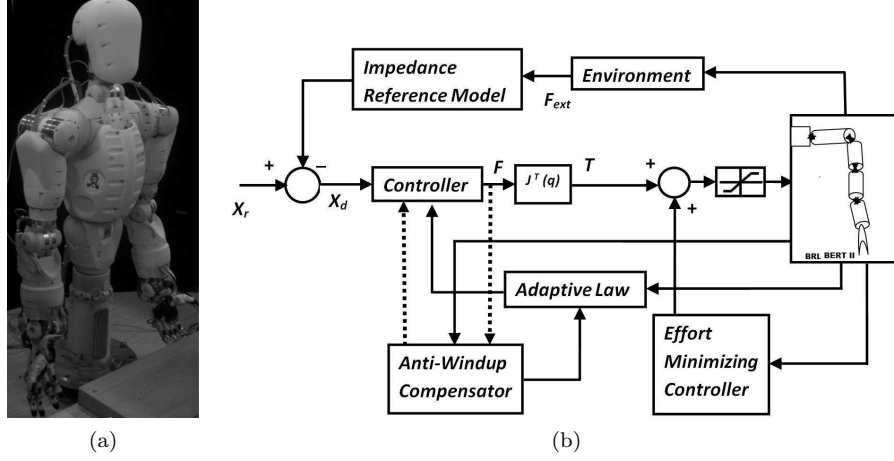 Impedance
Reference Model
Environment
F_ext
+
−
X_r
X_d
Controller
F
J^T (q)
T
+
+
BRL BERT II
Adaptive Law
Anti-Windup
Compensator
Effort
Minimizing
Controller
(a)
(b)